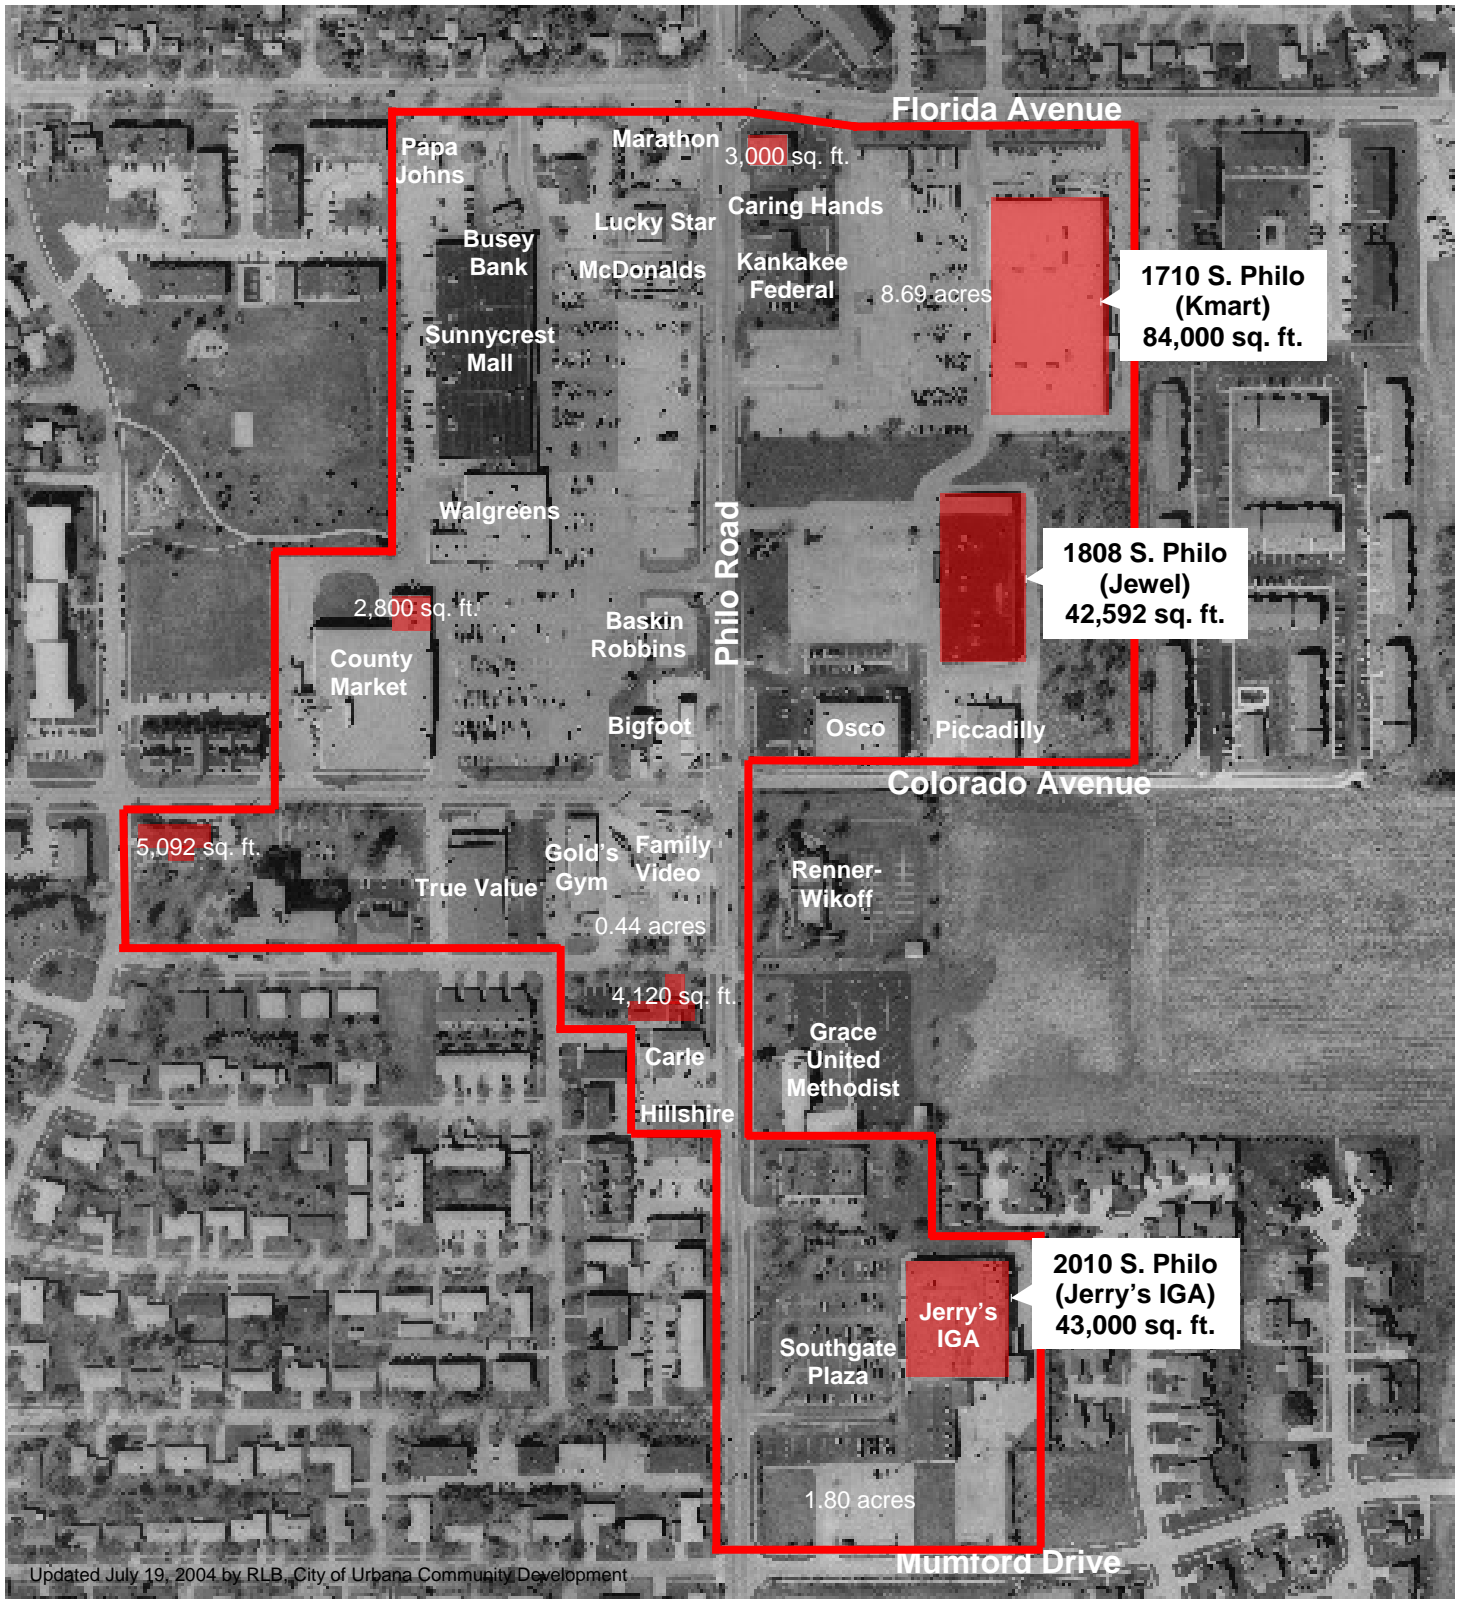 Florida Avenue
Papa
Johns
Marathon
3,000 sq. ft.
Caring Hands
Lucky Star
Busey
Bank
McDonalds
Kankakee
Federal
8.69 acres
1710 S. Philo
(Kmart)
84,000 sq. ft.
Sunnycrest
Mall
Walgreens
Philo Road
1808 S. Philo
(Jewel)
42,592 sq. ft.
2,800 sq. ft.
County
Market
Baskin
Robbins
Bigfoot
Osco
Piccadilly
Colorado Avenue
5,092 sq. ft.
True Value
Gold's
Gym
Family
Video
0.44 acres
Renner-
Wikoff
4,120 sq. ft.
Carle
Hillshire
Grace
United
Methodist
2010 S. Philo
(Jerry's IGA)
43,000 sq. ft.
Jerry's
IGA
Southgate
Plaza
1.80 acres
Mumford Drive
Updated July 19, 2004 by RLB, City of Urbana Community Development